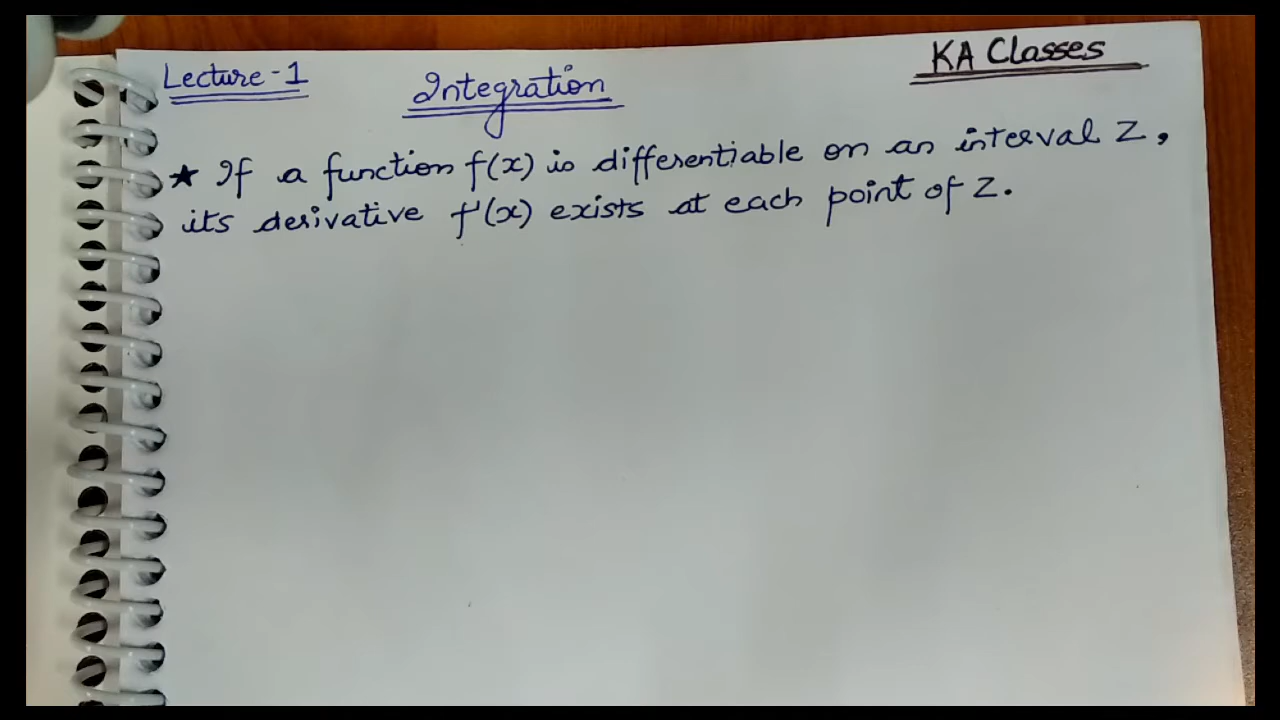 Lecture-1
Integration
KA Classes
★ If a function f(x) is differentiable on an interval Z,
its derivative f'(x) exists at each point of Z.